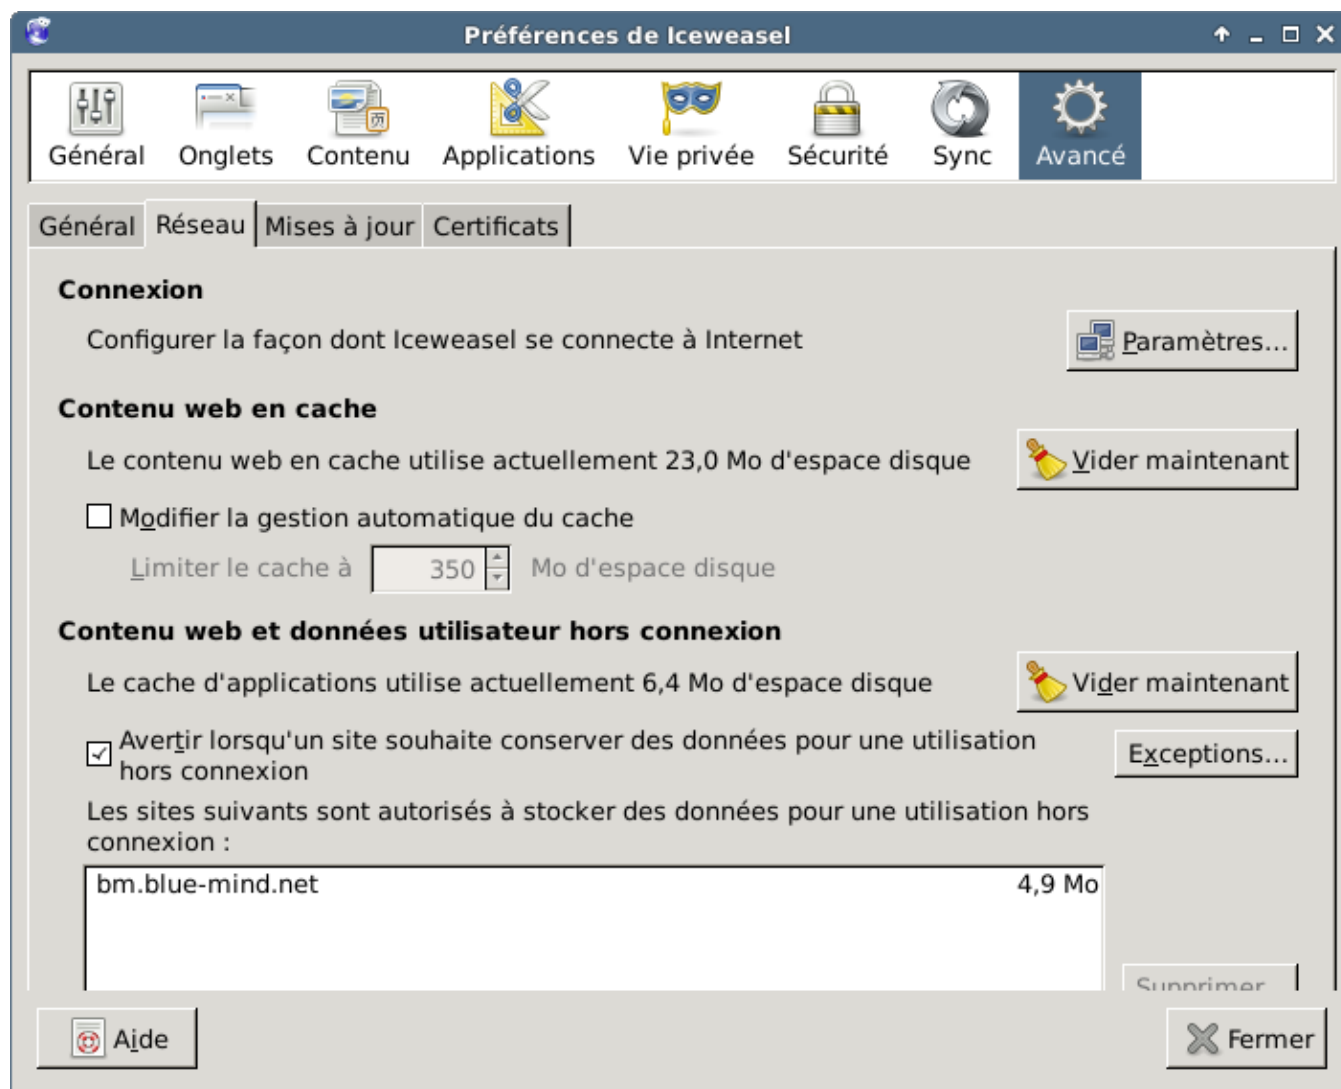 Préférences de Iceweasel
Général Onglets Contenu Applications Vie privée Sécurité Sync Avancé
Général Réseau Mises à jour Certificats
Connexion
Configurer la façon dont Iceweasel se connecte à Internet Paramètres...
Contenu web en cache
Le contenu web en cache utilise actuellement 23,0 Mo d'espace disque Vider maintenant
Modifier la gestion automatique du cache
Limiter le cache à 350 Mo d'espace disque
Contenu web et données utilisateur hors connexion
Le cache d'applications utilise actuellement 6,4 Mo d'espace disque Vider maintenant
Avertir lorsqu'un site souhaite conserver des données pour une utilisation
hors connexion Exceptions...
Les sites suivants sont autorisés à stocker des données pour une utilisation hors
connexion :
bm.blue-mind.net 4,9 Mo
Supprimer...
Aide Fermer